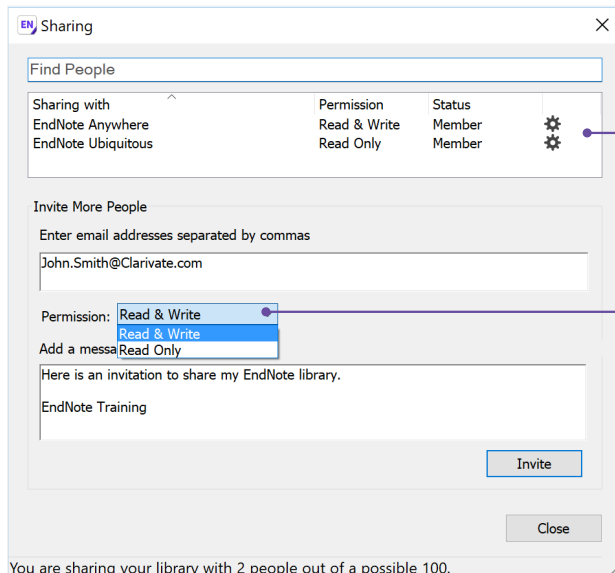 EN Sharing
Find People
Sharing with Permission Status
EndNote Anywhere Read & Write Member
EndNote Ubiquitous Read Only Member
Invite More People
Enter email addresses separated by commas
John.Smith@Clarivate.com
Permission: Read & Write
Read & Write
Add a messa Read Only
Here is an invitation to share my EndNote library.
EndNote Training
Invite
Close
You are sharing your library with 2 people out of a possible 100.